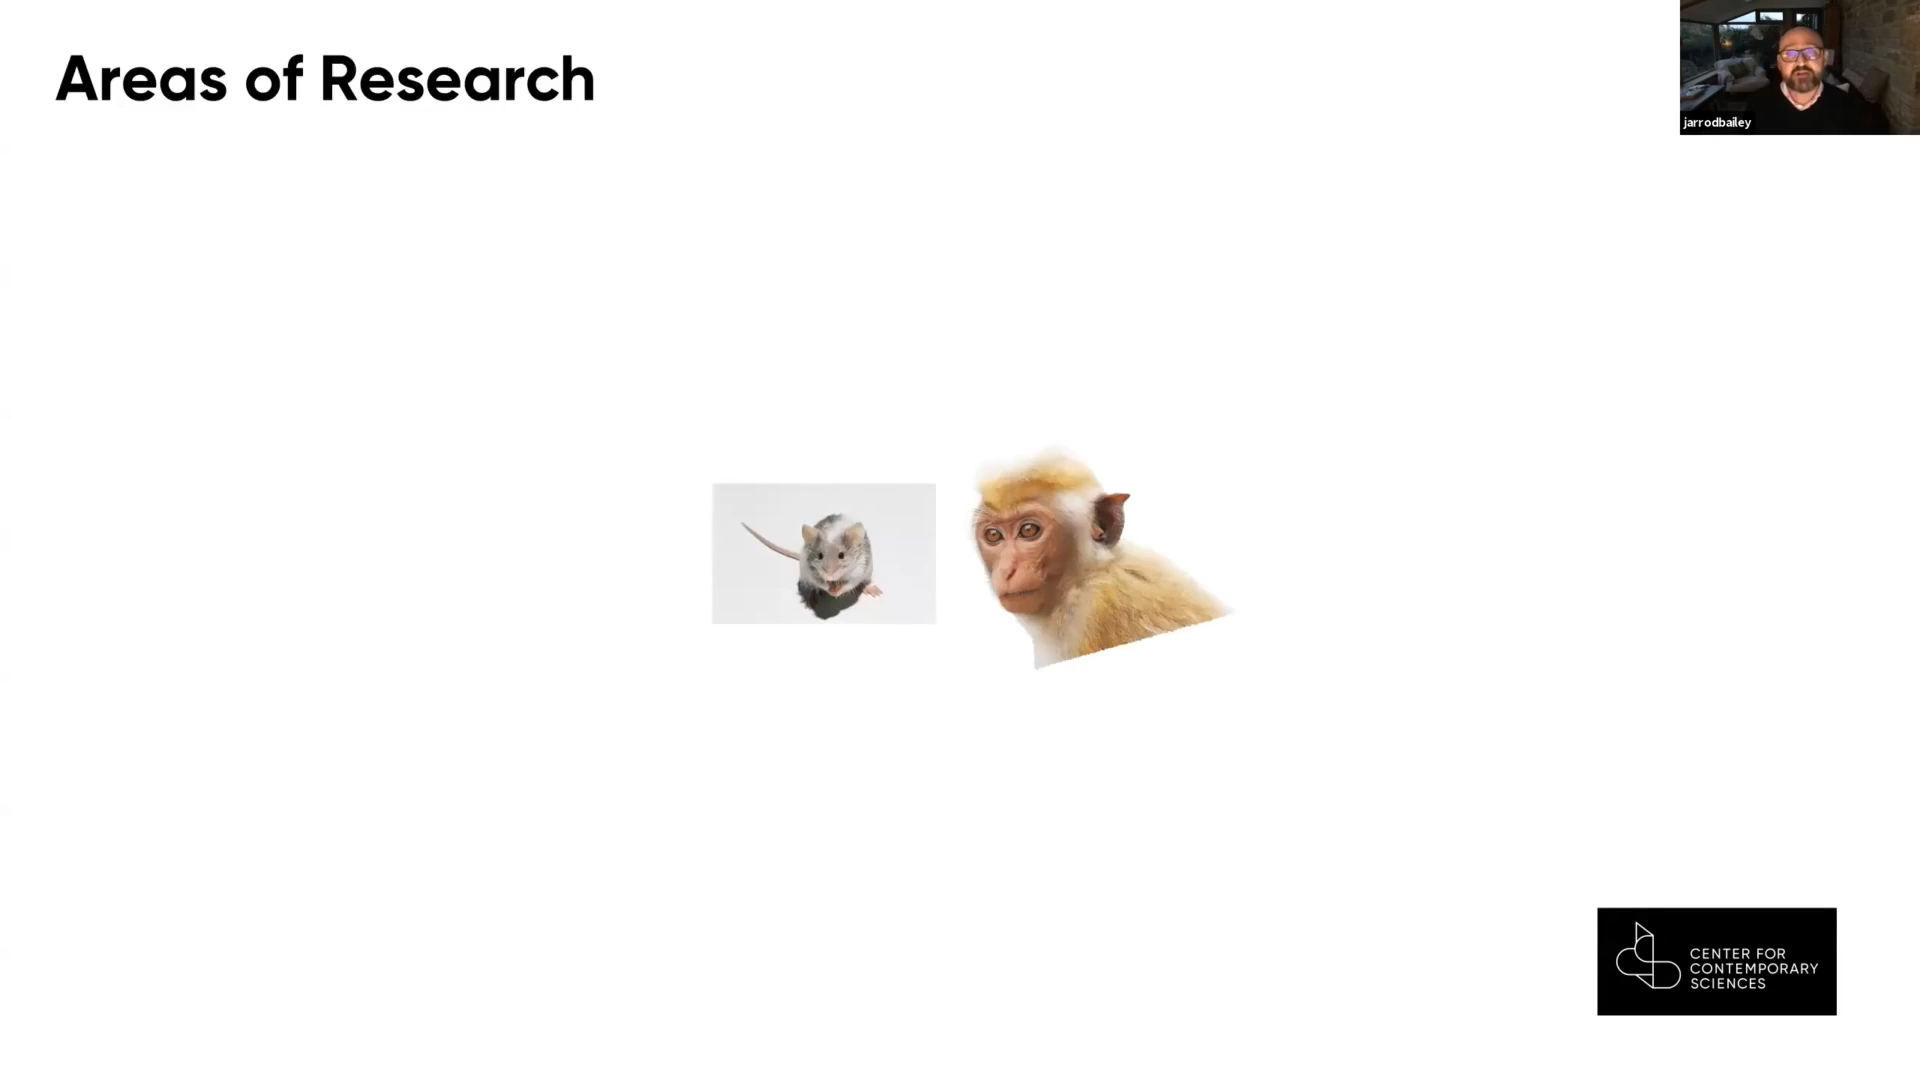 Areas of Research
jarrodbailey
CENTER FOR
CONTEMPORARY
SCIENCES